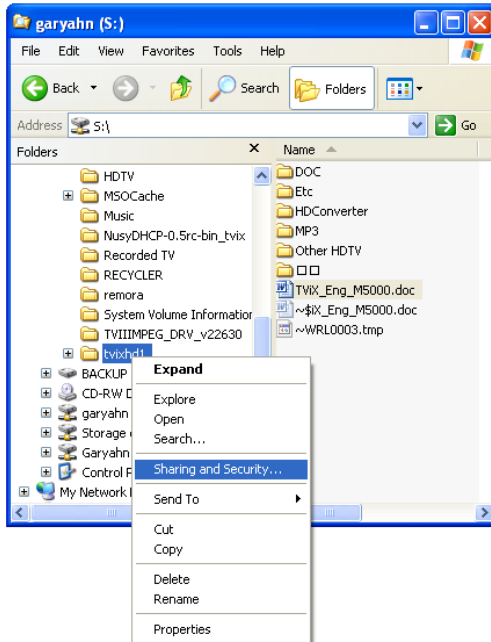 garyahn (S:)
File Edit View Favorites Tools Help
Back Search Folders
Address S:\ Go
Folders
Name
HDTV
MSOCache
Music
NusyDHCP-0.5rc-bin_tvix
Recorded TV
RECYCLER
remora
System Volume Information
TVIIIMPEG_DRV_v22630
tvixhd1
BACKUP
CD-RW D
garyahn
Storage
Garyahn
Control P
My Network
DOC
Etc
HDConverter
MP3
Other HDTV
□□
TViX_Eng_M5000.doc
~$iX_Eng_M5000.doc
~WRL0003.tmp
Expand
Explore
Open
Search...
Sharing and Security...
Send To
Cut
Copy
Delete
Rename
Properties